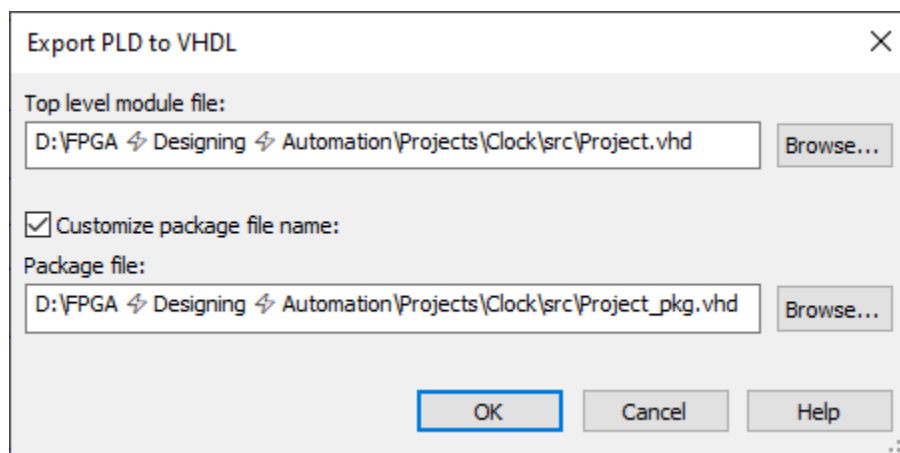 Export PLD to VHDL
Top level module file:
D:\FPGA ⚡ Designing ⚡ Automation\Projects\Clock\src\Project.vhd
Browse...
Customize package file name:
Package file:
D:\FPGA ⚡ Designing ⚡ Automation\Projects\Clock\src\Project_pkg.vhd
Browse...
OK
Cancel
Help